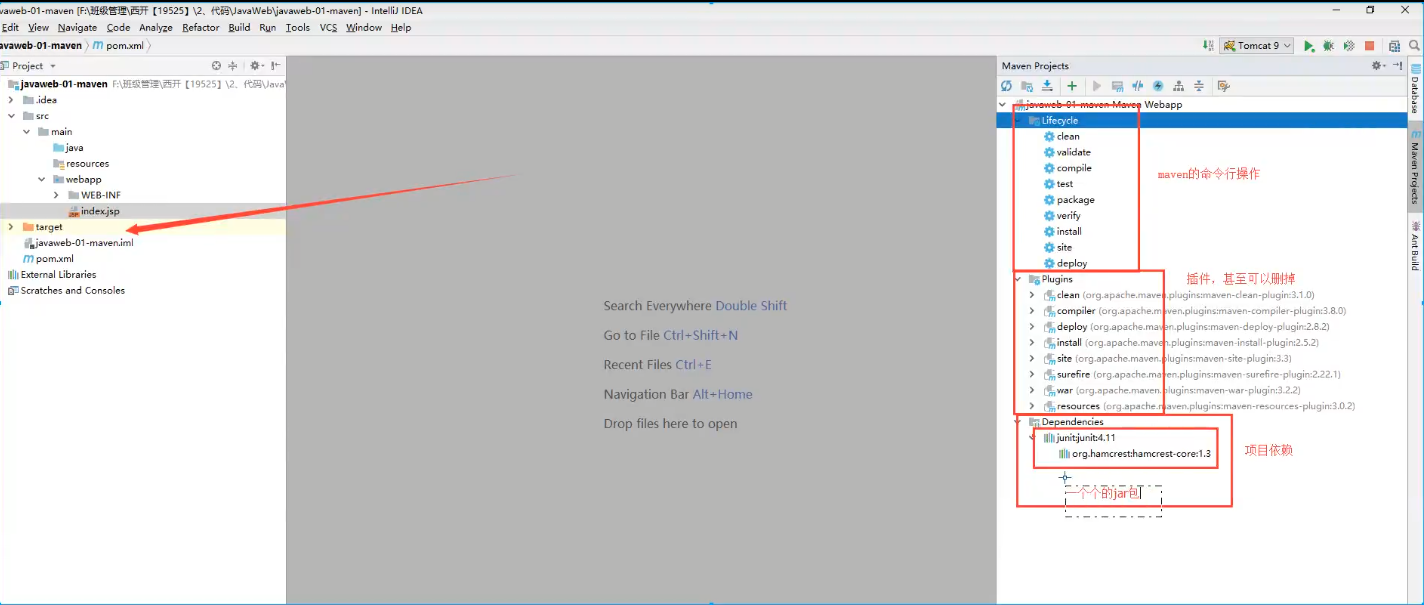 avaweb-01-maven [F:\班级管理\西开【19525】\2、代码\JavaWeb\javaweb-01-maven] - IntelliJ IDEA
Edit View Navigate Code Analyze Refactor Build Run Tools VCS Window Help
avaweb-01-maven pom.xml
Tomcat 9
Project
javaweb-01-maven F:\班级管理\西开【19525】\2、代码\JavaW
.idea
src
main
java
resources
webapp
WEB-INF
index.jsp
target
javaweb-01-maven.iml
pom.xml
External Libraries
Scratches and Consoles
Search Everywhere Double Shift
Go to File Ctrl+Shift+N
Recent Files Ctrl+E
Navigation Bar Alt+Home
Drop files here to open
Maven Projects
javaweb-01-maven Maven Webapp
Lifecycle
clean
validate
compile
test
package
verify
install
site
deploy
maven的命令行操作
Plugins
插件，甚至可以删掉
clean (org.apache.maven.plugins:maven-clean-plugin:3.1.0)
compiler (org.apache.maven.plugins:maven-compiler-plugin:3.8.0)
deploy (org.apache.maven.plugins:maven-deploy-plugin:2.8.2)
install (org.apache.maven.plugins:maven-install-plugin:2.5.2)
site (org.apache.maven.plugins:maven-site-plugin:3.3)
surefire (org.apache.maven.plugins:maven-surefire-plugin:2.22.1)
war (org.apache.maven.plugins:maven-war-plugin:3.2.2)
resources (org.apache.maven.plugins:maven-resources-plugin:3.0.2)
Dependencies
junit:junit:4.11
org.hamcrest:hamcrest-core:1.3
项目依赖
一个个的jar包
Database
Maven Projects
Ant Build